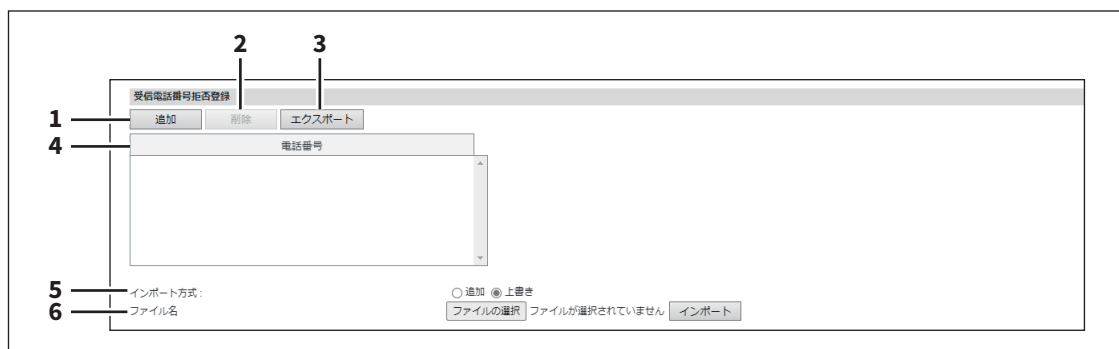 2 3
受信電話番号拒否登録
1 追加 削除 エクスポート
4 電話番号
5 インポート方式 : 追加 上書き
6 ファイル名 ファイルの選択 ファイルが選択されていません インポート